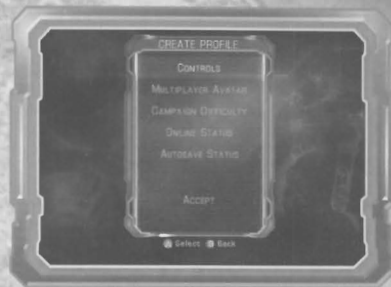 CREATE PROFILE
CONTROLS
MULTIPLAYER AVATAR
CAMPAIGN DIFFICULTY
ONLINE STATUS
AUTOSAVE STATUS
ACCEPT
A Select B Back